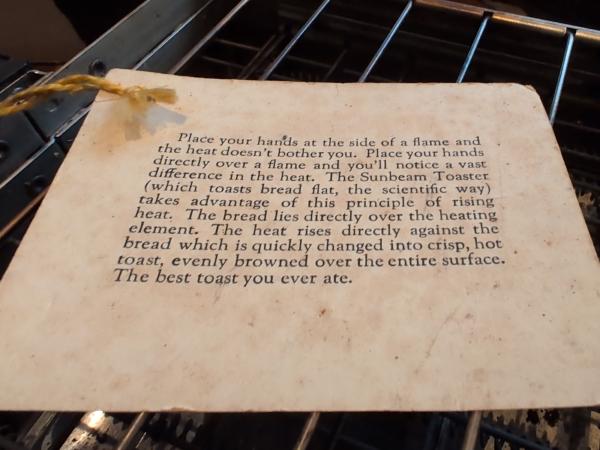 Place your hands at the side of a flame and
the heat doesn't bother you. Place your hands
directly over a flame and you'll notice a vast
difference in the heat. The Sunbeam Toaster
(which toasts bread flat, the scientific way)
takes advantage of this principle of rising
heat. The bread lies directly over the heating
element. The heat rises directly against the
bread which is quickly changed into crisp, hot
toast, evenly browned over the entire surface.
The best toast you ever ate.